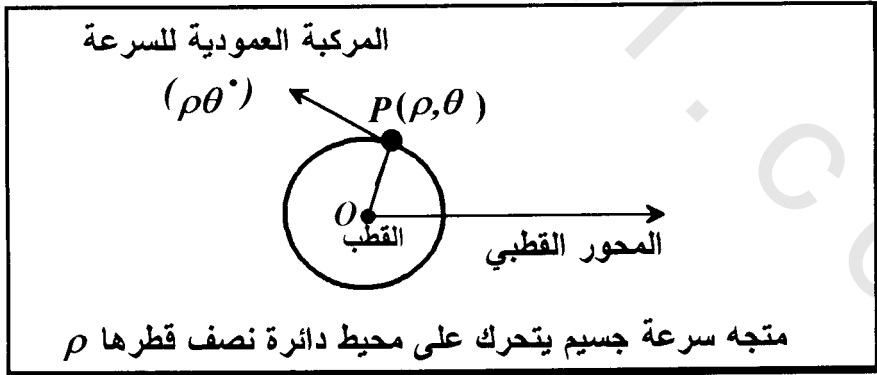 المركبة العمودية للسرعة
(ρθ˙)
P(ρ,θ)
O
القطب
المحور القطبي
متجه سرعة جسيم يتحرك على محيط دائرة نصف قطرها ρ